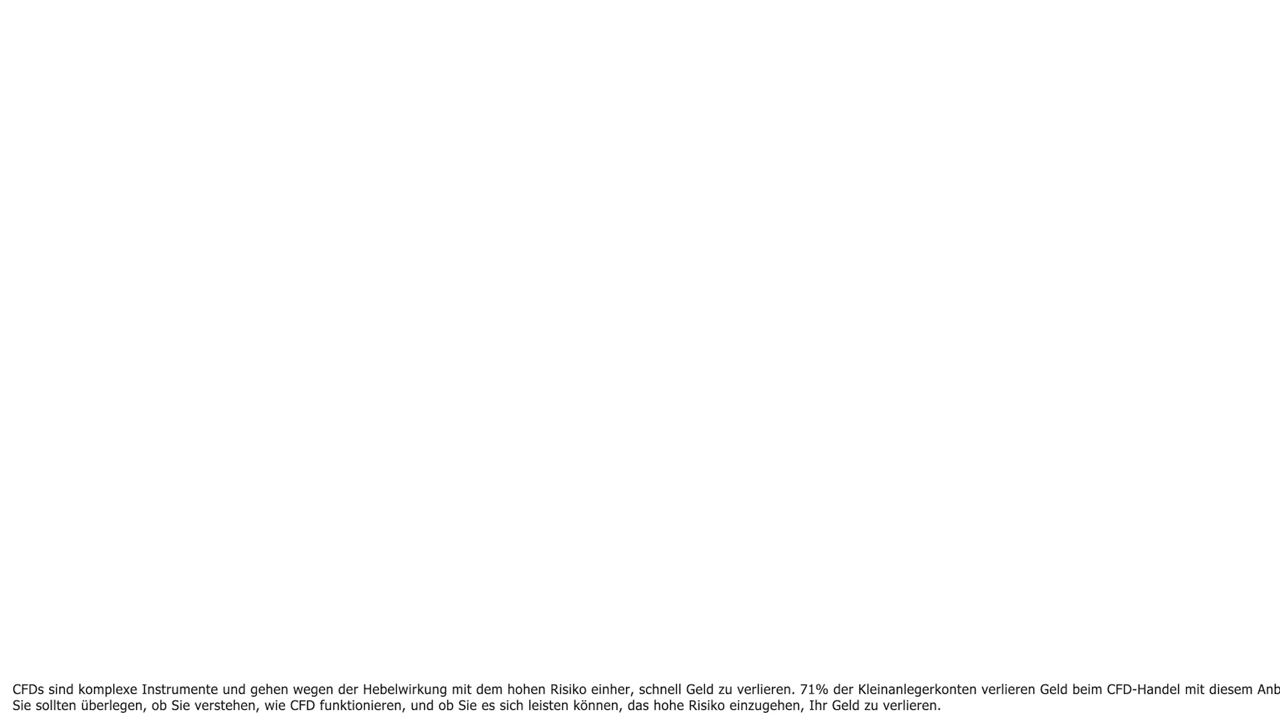 CFDs sind komplexe Instrumente und gehen wegen der Hebelwirkung mit dem hohen Risiko einher, schnell Geld zu verlieren. 71% der Kleinanlegerkonten verlieren Geld beim CFD-Handel mit diesem Anb
Sie sollten überlegen, ob Sie verstehen, wie CFD funktionieren, und ob Sie es sich leisten können, das hohe Risiko einzugehen, Ihr Geld zu verlieren.